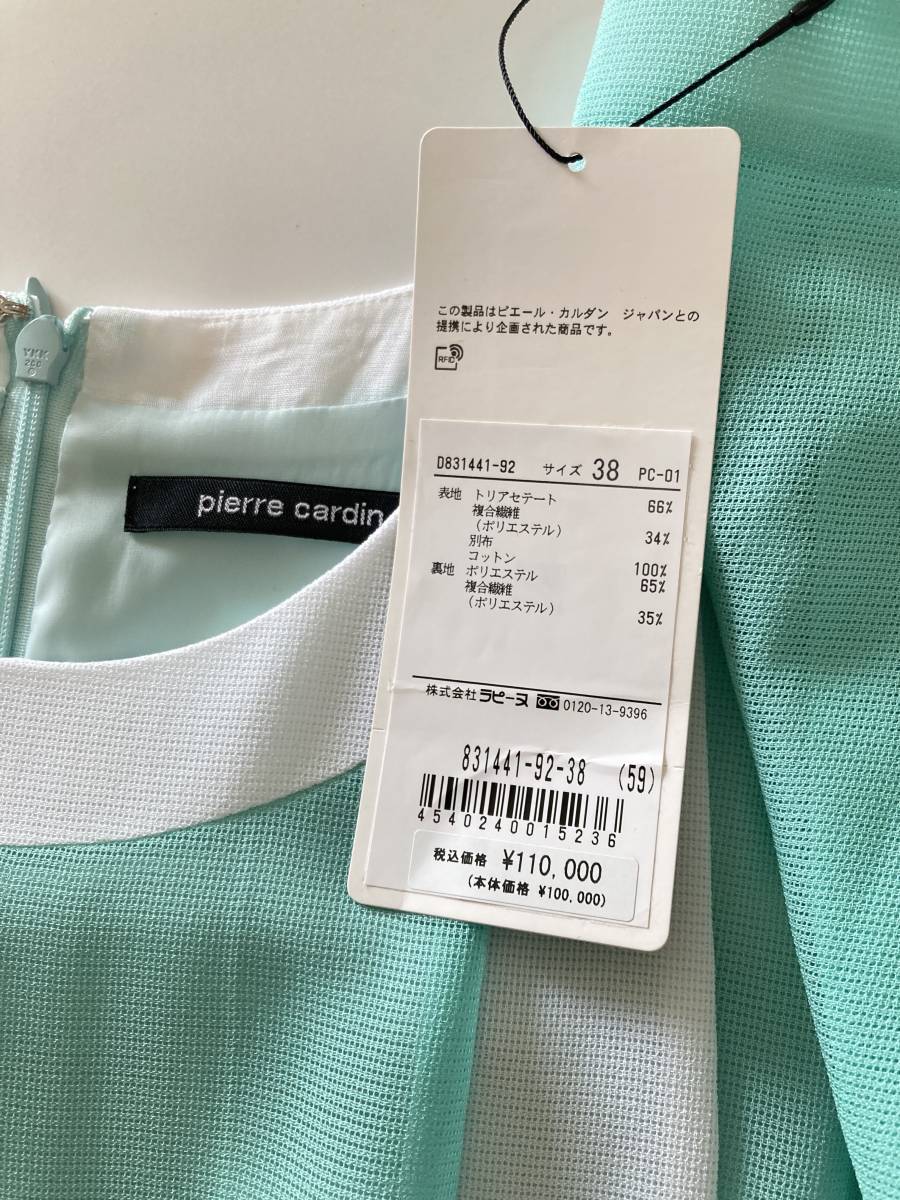 この製品はピエール・カルダン ジャパンとの
提携により企画された商品です。
RFID
YKK
pierre cardin
D831441-92 サイズ 38 PC-01
表地 トリアセテート 66%
複合繊維
(ポリエステル) 34%
別布
コットン 100%
裏地 ポリエステル 65%
複合繊維
(ポリエステル) 35%
株式会社 ラピーヌ 0120-13-9396
831441-92-38 (59)
4540240015236
税込価格 ¥110,000
(本体価格 ¥100,000)